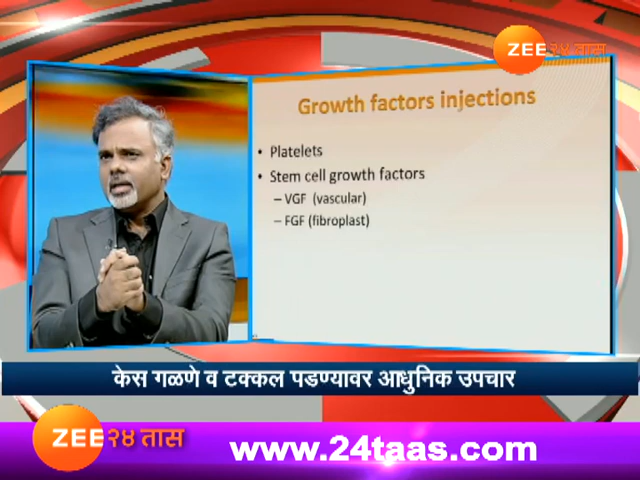 ZEE २४ तास
Growth factors injections
• Platelets
• Stem cell growth factors
– VGF (vascular)
– FGF (fibroplast)
केस गळणे व टक्कल पडण्यावर आधुनिक उपचार
ZEE २४ तास
www.24taas.com